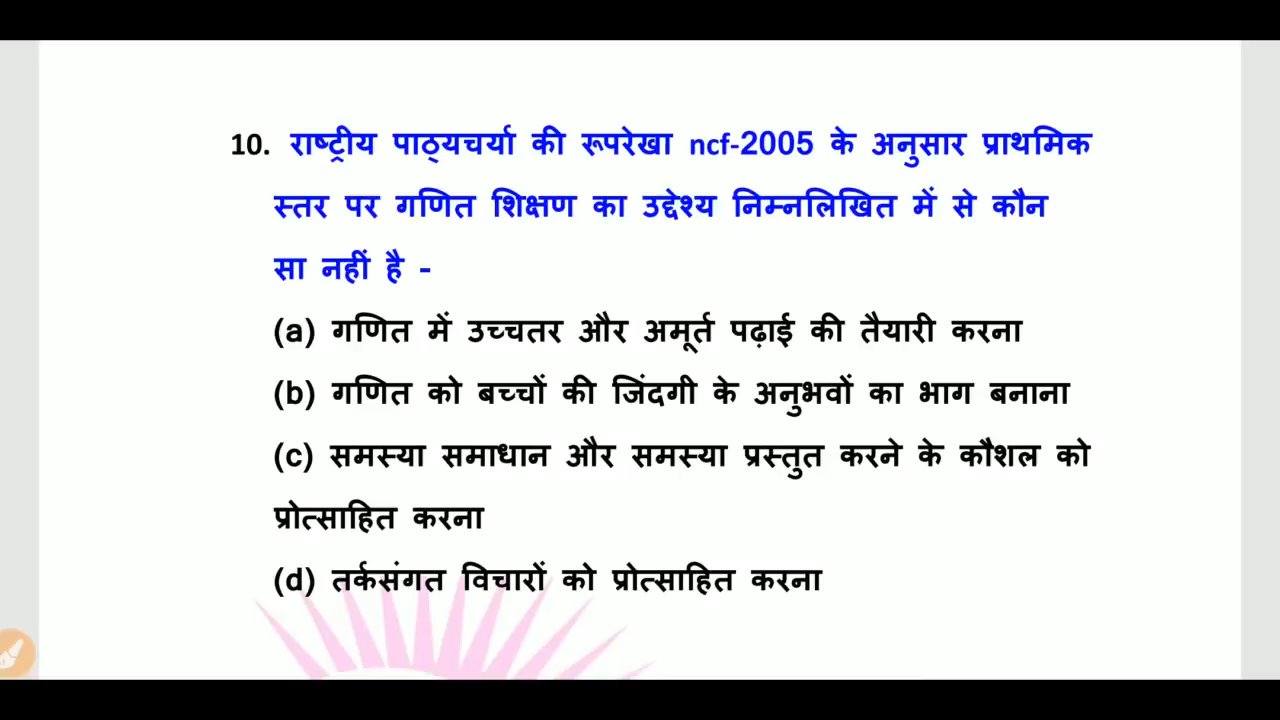 10. राष्ट्रीय पाठ्यचर्या की रूपरेखा ncf-2005 के अनुसार प्राथमिक
स्तर पर गणित शिक्षण का उद्देश्य निम्नलिखित में से कौन
सा नहीं है -
(a) गणित में उच्चतर और अमूर्त पढ़ाई की तैयारी करना
(b) गणित को बच्चों की जिंदगी के अनुभवों का भाग बनाना
(c) समस्या समाधान और समस्या प्रस्तुत करने के कौशल को
प्रोत्साहित करना
(d) तर्कसंगत विचारों को प्रोत्साहित करना